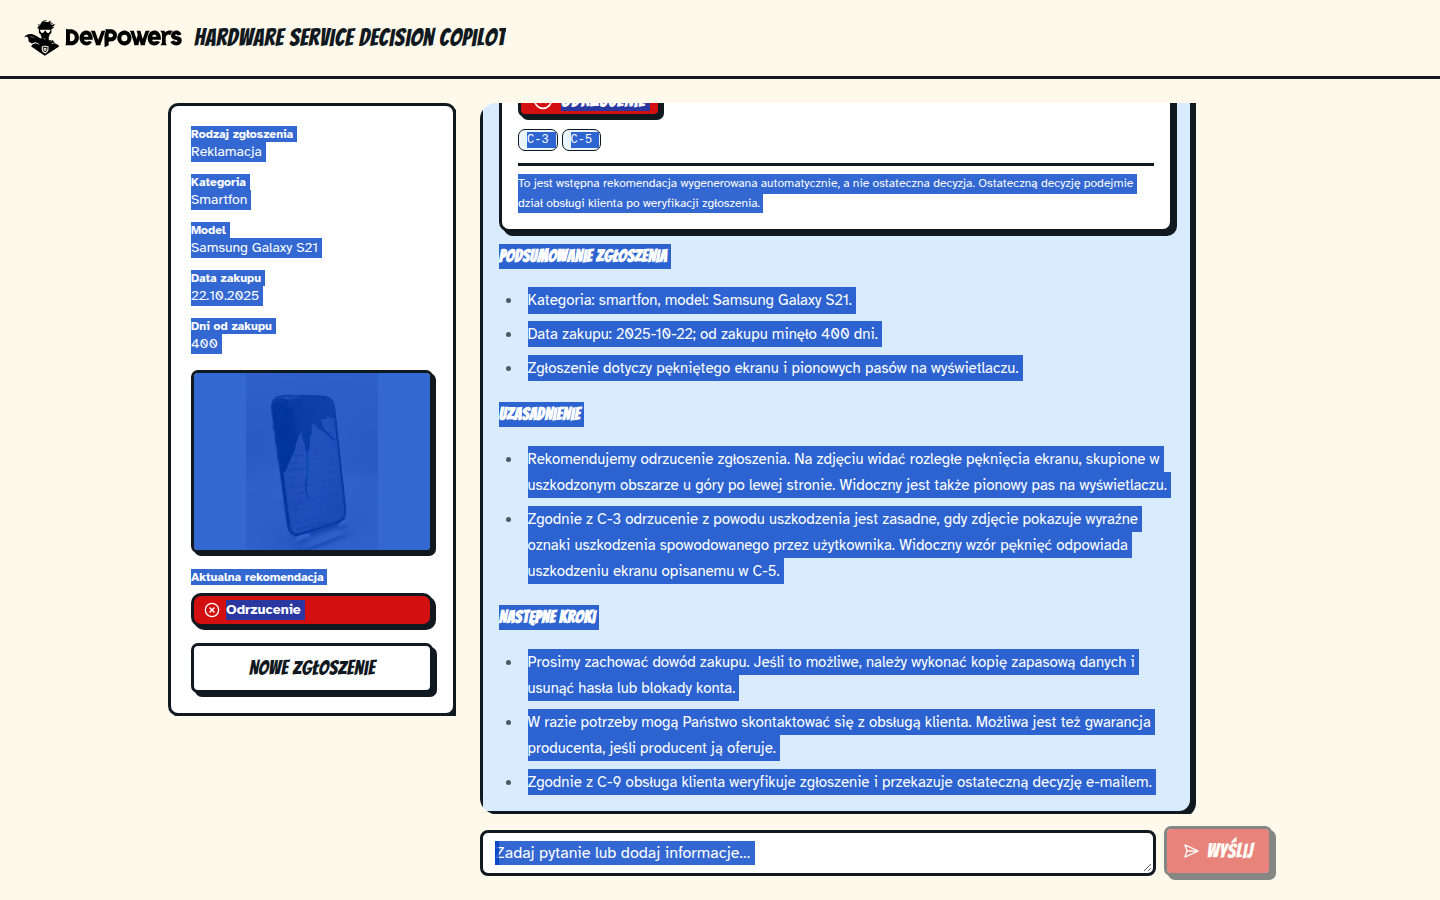 DevPowers
HARDWARE SERVICE DECISION COPILOT
Rodzaj zgłoszenia
Reklamacja
Kategoria
Smartfon
Model
Samsung Galaxy S21
Data zakupu
22.10.2025
Dni od zakupu
400
Aktualna rekomendacja
Odrzucenie
NOWE ZGŁOSZENIE
C-3 C-5
To jest wstępna rekomendacja wygenerowana automatycznie, a nie ostateczna decyzja. Ostateczną decyzję podejmie
dział obsługi klienta po weryfikacji zgłoszenia.
PODSUMOWANIE ZGŁOSZENIA
Kategoria: smartfon, model: Samsung Galaxy S21.
Data zakupu: 2025-10-22; od zakupu minęło 400 dni.
Zgłoszenie dotyczy pękniętego ekranu i pionowych pasów na wyświetlaczu.
UZASADNIENIE
Rekomendujemy odrzucenie zgłoszenia. Na zdjęciu widać rozległe pęknięcia ekranu, skupione w
uszkodzonym obszarze u góry po lewej stronie. Widoczny jest także pionowy pas na wyświetlaczu.
Zgodnie z C-3 odrzucenie z powodu uszkodzenia jest zasadne, gdy zdjęcie pokazuje wyraźne
oznaki uszkodzenia spowodowanego przez użytkownika. Widoczny wzór pęknięć odpowiada
uszkodzeniu ekranu opisanemu w C-5.
NASTĘPNE KROKI
Prosimy zachować dowód zakupu. Jeśli to możliwe, należy wykonać kopię zapasową danych i
usunąć hasła lub blokady konta.
W razie potrzeby mogą Państwo skontaktować się z obsługą klienta. Możliwa jest też gwarancja
producenta, jeśli producent ją oferuje.
Zgodnie z C-9 obsługa klienta weryfikuje zgłoszenie i przekazuje ostateczną decyzję e-mailem.
Zadaj pytanie lub dodaj informacje...
WYŚLIJ